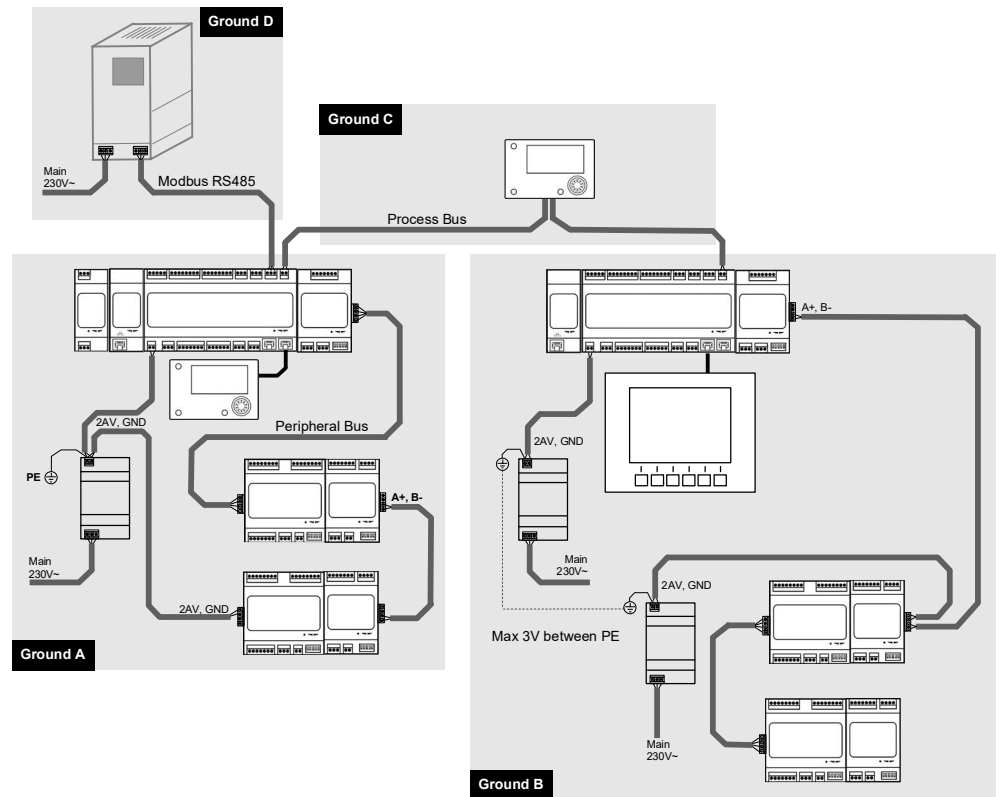 Ground D
Main
230V~
Modbus RS485
Ground C
Process Bus
A+, B-
2AV, GND
Peripheral Bus
PE
A+, B-
Main
230V~
2AV, GND
Ground A
2AV, GND
Main
230V~
2AV, GND
Max 3V between PE
Main
230V~
Ground B